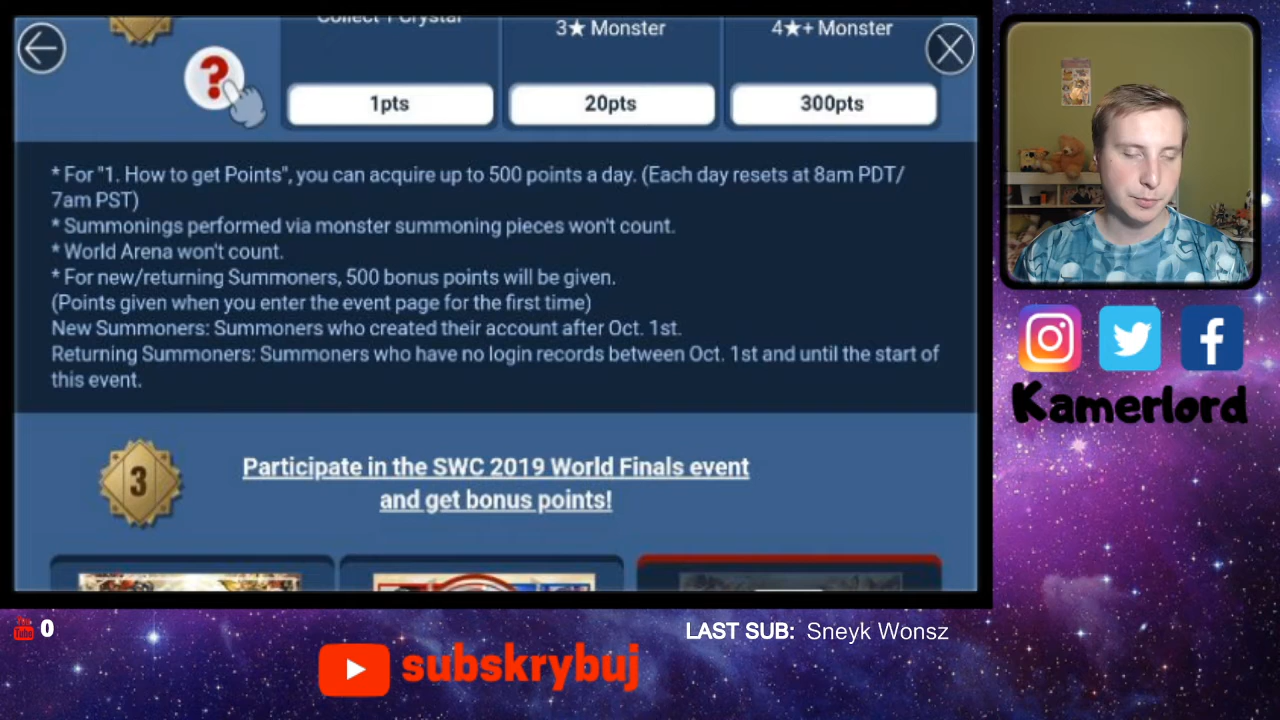 Collect 1 Crystal
3★ Monster
4★+ Monster
?
1pts
20pts
300pts
* For "1. How to get Points", you can acquire up to 500 points a day. (Each day resets at 8am PDT/
7am PST)
* Summonings performed via monster summoning pieces won't count.
* World Arena won't count.
* For new/returning Summoners, 500 bonus points will be given.
(Points given when you enter the event page for the first time)
New Summoners: Summoners who created their account after Oct. 1st.
Returning Summoners: Summoners who have no login records between Oct. 1st and until the start of
this event.
3
Participate in the SWC 2019 World Finals event
and get bonus points!
Kamerlord
You
Tube
0
LAST SUB: Sneyk Wonsz
subskrybuj